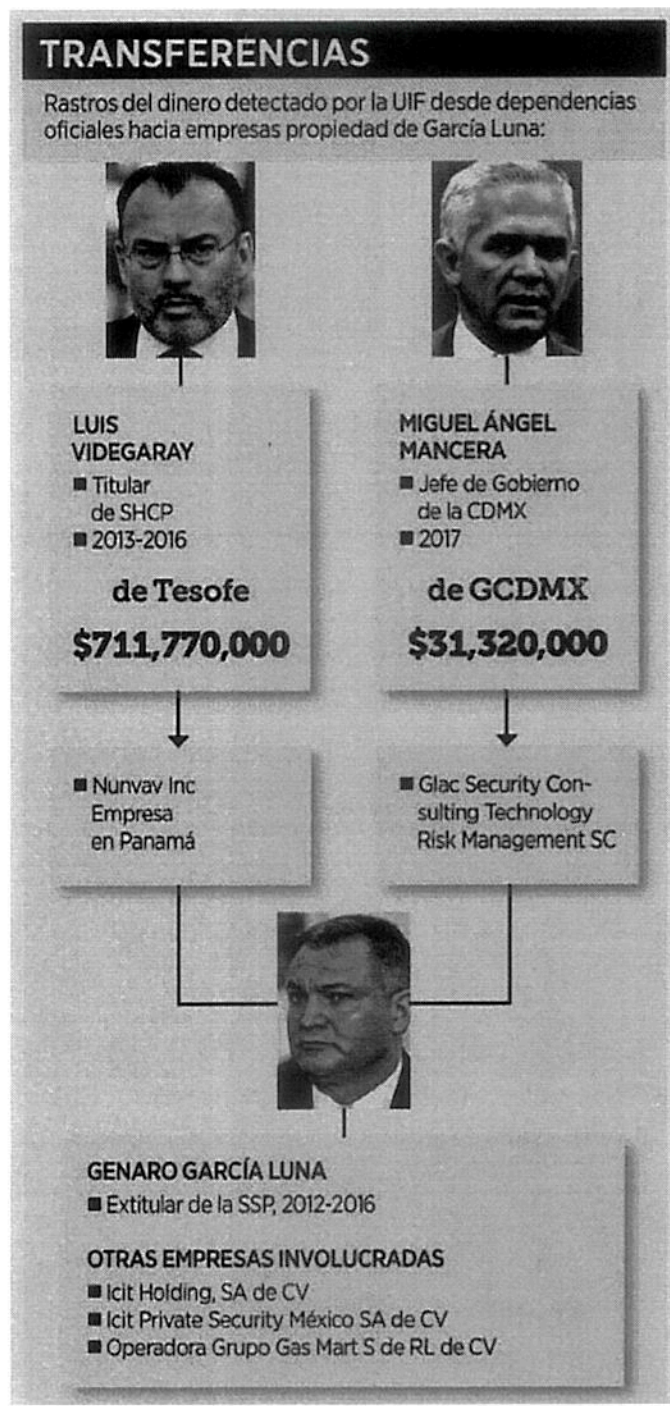 TRANSFERENCIAS
Rastros del dinero detectado por la UIF desde dependencias
oficiales hacia empresas propiedad de García Luna:
LUIS
VIDEGARAY
■ Titular
de SHCP
■ 2013-2016
de Tesofe
$711,770,000
■ Nunvav Inc
Empresa
en Panamá
MIGUEL ÁNGEL
MANCERA
■ Jefe de Gobierno
de la CDMX
■ 2017
de GCDMX
$31,320,000
■ Glac Security Con-
sulting Technology
Risk Management SC
GENARO GARCÍA LUNA
■ Extitular de la SSP, 2012-2016
OTRAS EMPRESAS INVOLUCRADAS
■ Icit Holding, SA de CV
■ Icit Private Security México SA de CV
■ Operadora Grupo Gas Mart S de RL de CV